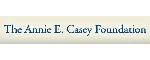 The Annie E. Casey Foundation